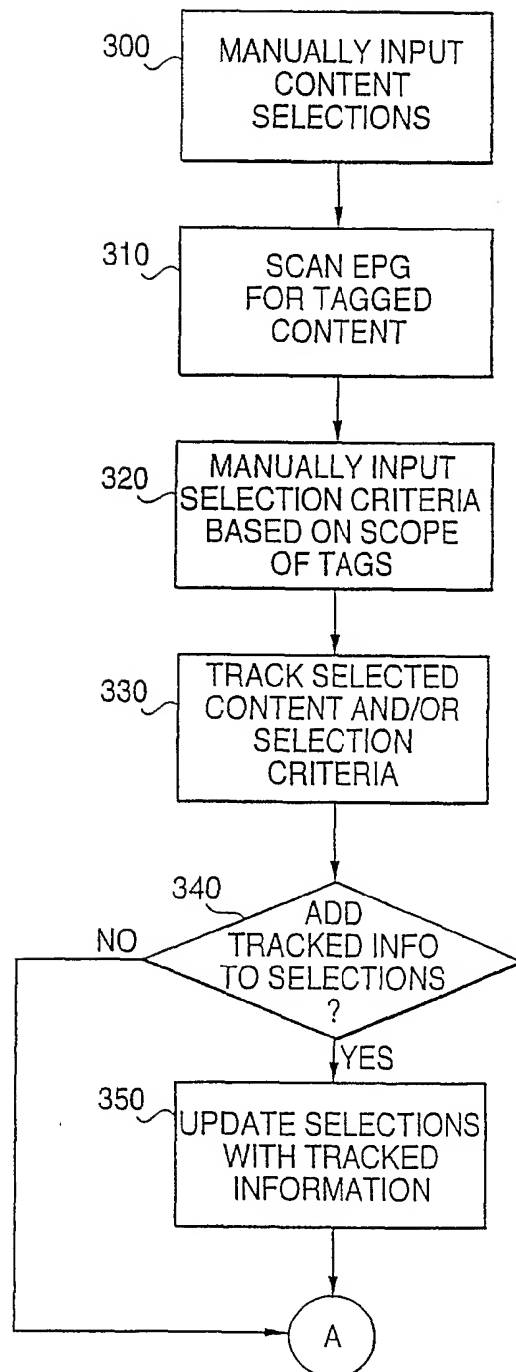 300
MANUALLY INPUT
CONTENT
SELECTIONS
310
SCAN EPG
FOR TAGGED
CONTENT
320
MANUALLY INPUT
SELECTION CRITERIA
BASED ON SCOPE
OF TAGS
330
TRACK SELECTED
CONTENT AND/OR
SELECTION
CRITERIA
340
ADD
TRACKED INFO
TO SELECTIONS
?
NO
YES
350
UPDATE SELECTIONS
WITH TRACKED
INFORMATION
A